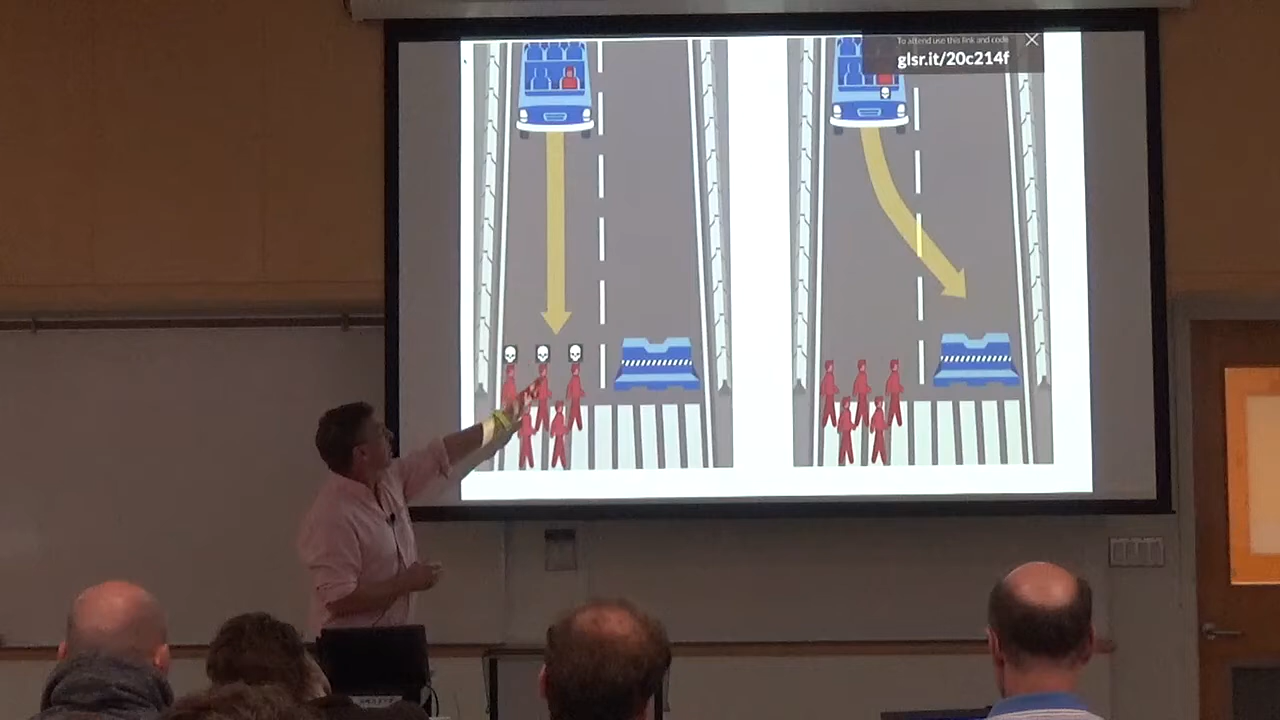 To attend use this link and code
glsr.it/20c214f